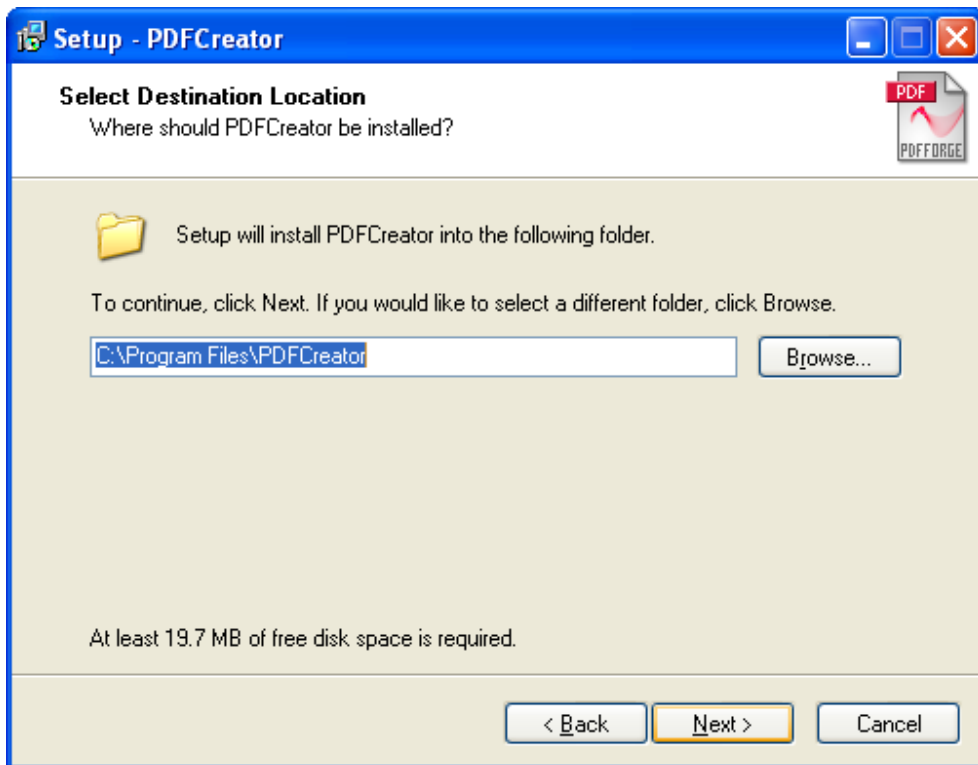 Setup - PDFCreator
Select Destination Location
Where should PDFCreator be installed?
PDF
PDFFORGE
Setup will install PDFCreator into the following folder.
To continue, click Next. If you would like to select a different folder, click Browse.
C:\Program Files\PDFCreator
Browse...
At least 19.7 MB of free disk space is required.
< Back
Next >
Cancel